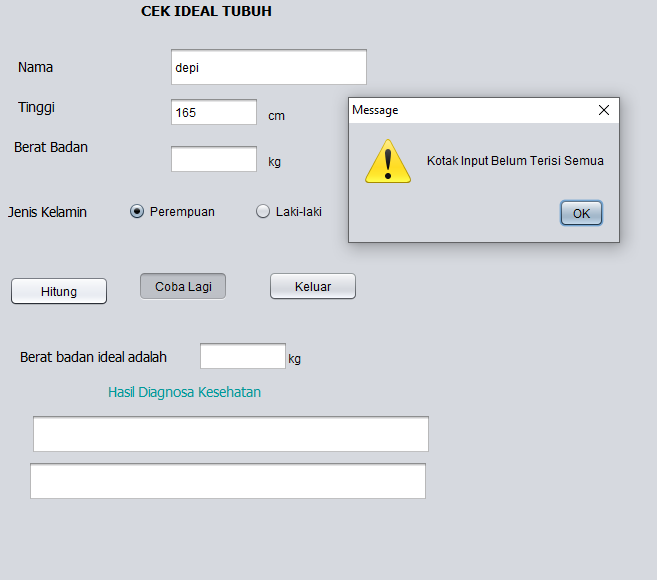 CEK IDEAL TUBUH
Nama depi
Tinggi 165 cm
Berat Badan kg
Jenis Kelamin Perempuan Laki-laki
Message
Kotak Input Belum Terisi Semua
OK
Hitung Coba Lagi Keluar
Berat badan ideal adalah kg
Hasil Diagnosa Kesehatan